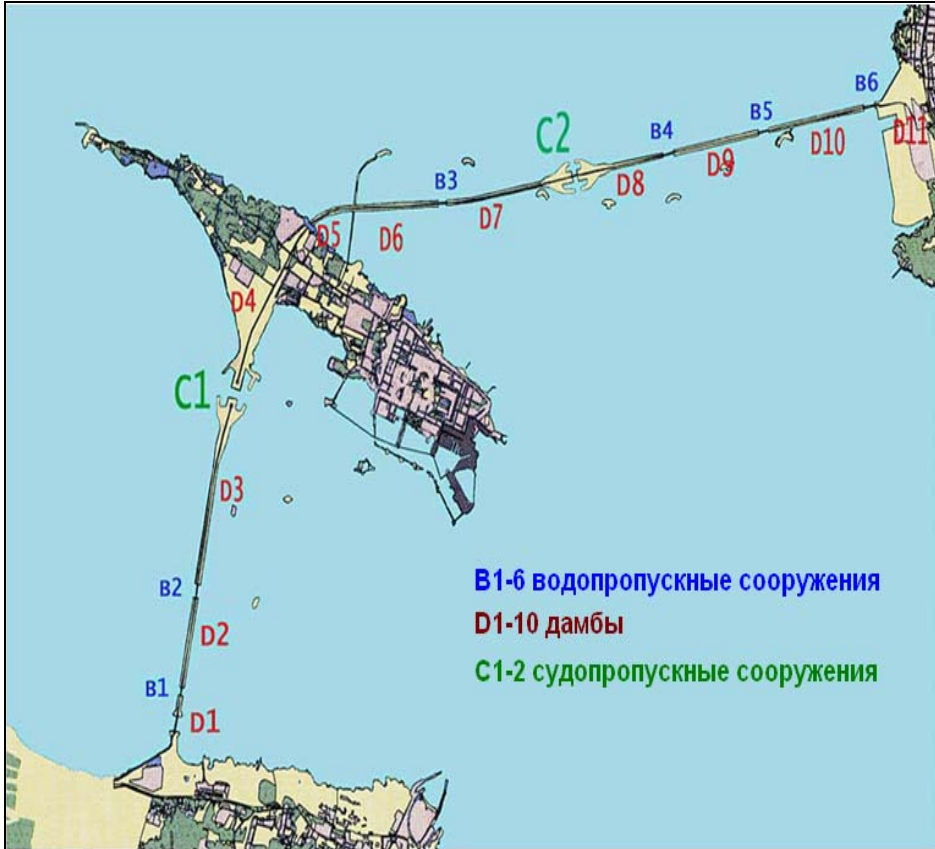 B6
B5
D11
C2
B4
D10
D9
B3
D8
D7
D5
D6
D4
C1
D3
B2
B1-6 водопропускные сооружения
D1-10 дамбы
D2
C1-2 судопропускные сооружения
B1
D1